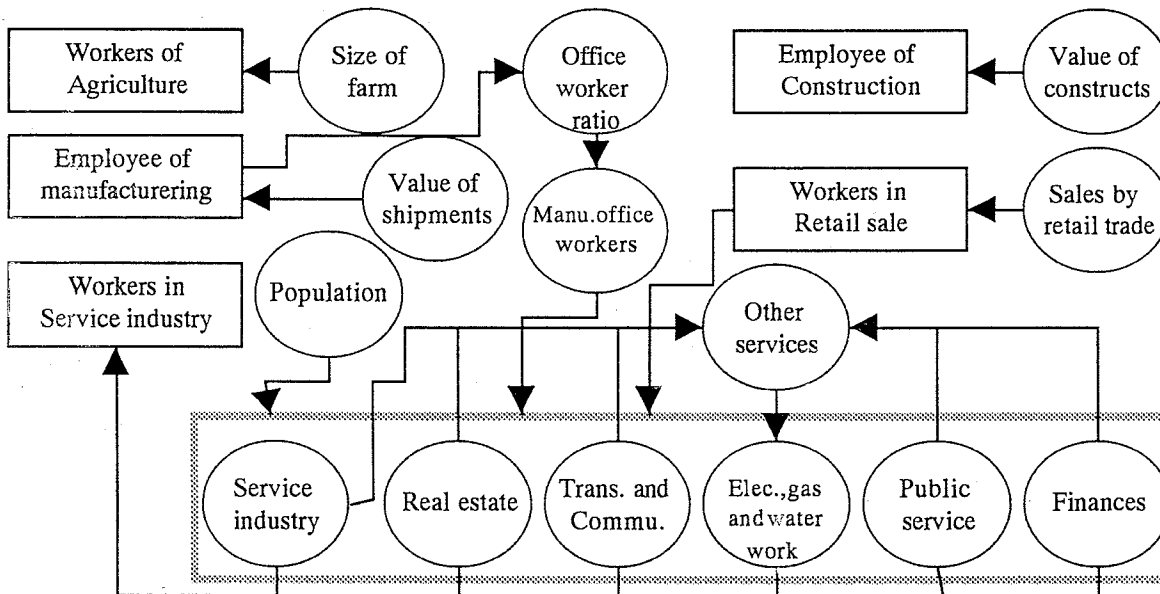 Workers of
Agriculture
Size of
farm
Office
worker
ratio
Employee of
Construction
Value of
constructs
Employee of
manufacturering
Value of
shipments
Manu.office
workers
Workers in
Retail sale
Sales by
retail trade
Workers in
Service industry
Population
Other
services
Service
industry
Real estate
Trans. and
Commu.
Elec.,gas
and water
work
Public
service
Finances